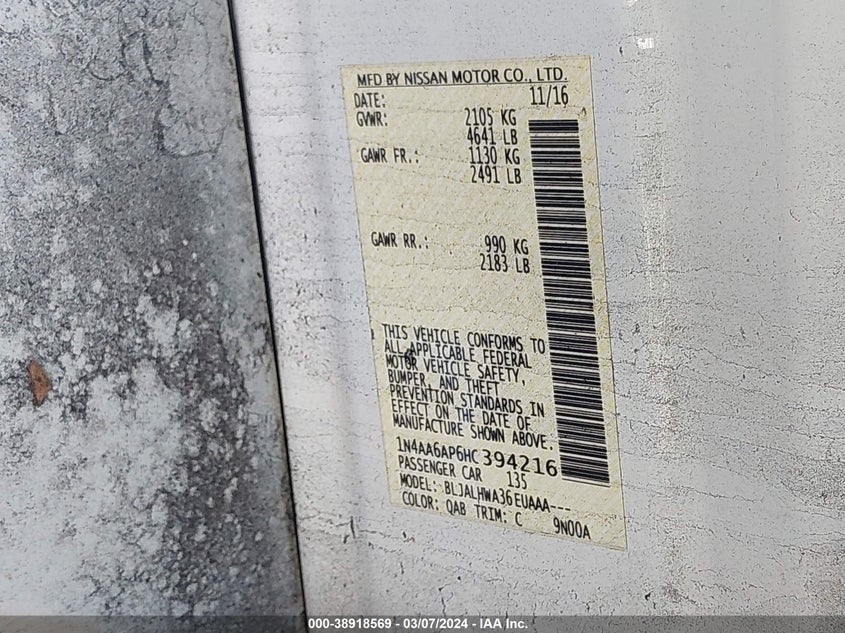 MFD BY NISSAN MOTOR CO., LTD.
DATE: 11/16
GVWR: 2105 KG
4641 LB
GAWR FR.: 1130 KG
2491 LB
GAWR RR.: 990 KG
2183 LB
THIS VEHICLE CONFORMS TO
ALL APPLICABLE FEDERAL
MOTOR VEHICLE SAFETY,
BUMPER, AND THEFT
PREVENTION STANDARDS IN
EFFECT ON THE DATE OF
MANUFACTURE SHOWN ABOVE.
1N4AA6AP6HC394216
PASSENGER CAR 135
MODEL: BLJALHWA36EUAAA---
COLOR: QAB TRIM: C 9N00A
000-38918569 — 03/07/2024 - IAA Inc.